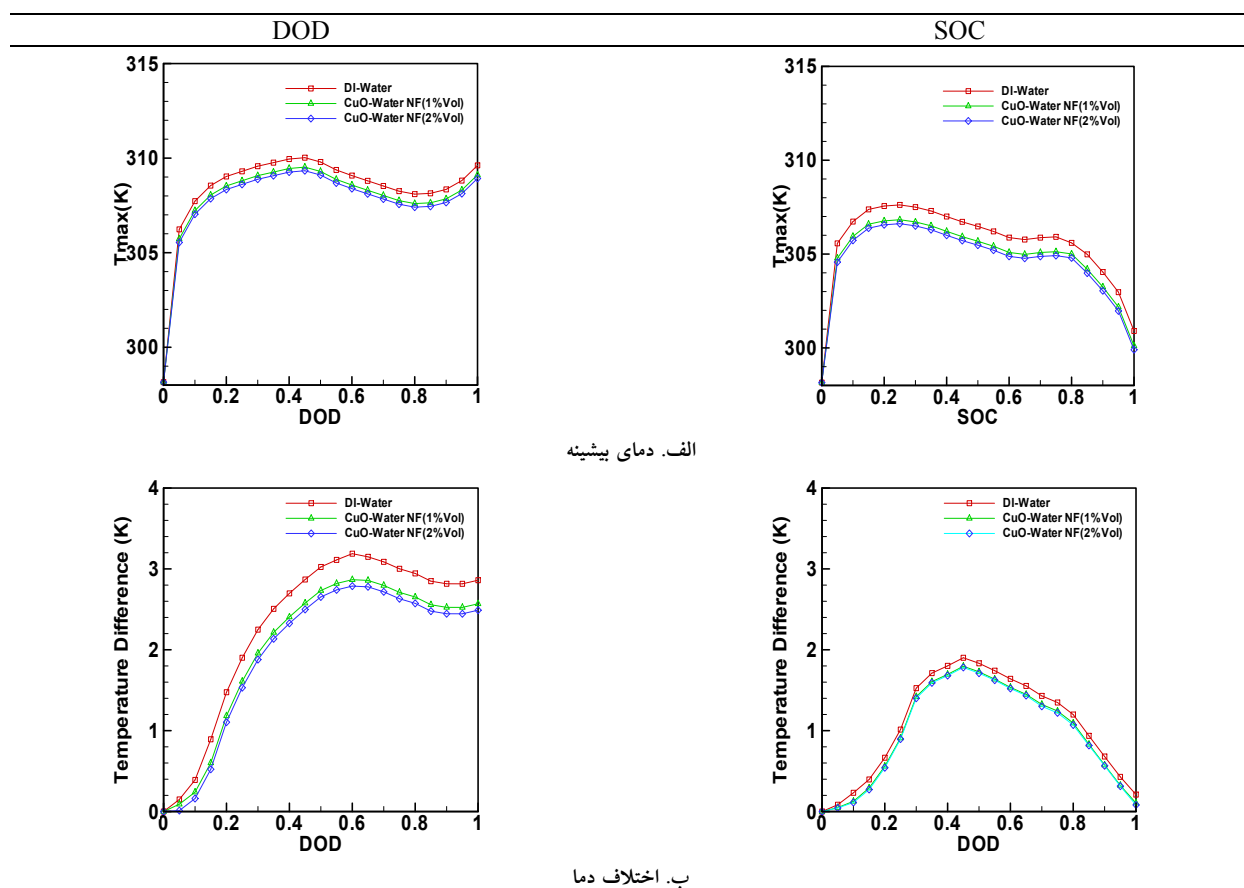 DOD SOC
315
310
305
300
Tmax(K)
DI-Water
CuO-Water NF(1%Vol)
CuO-Water NF(2%Vol)
0 0.2 0.4 0.6 0.8 1
DOD
315
310
305
300
Tmax(K)
DI-Water
CuO-Water NF(1%Vol)
CuO-Water NF(2%Vol)
0 0.2 0.4 0.6 0.8 1
SOC
الف. دمای بیشینه
4
3
2
1
0
Temperature Difference (K)
DI-Water
CuO-Water NF(1%Vol)
CuO-Water NF(2%Vol)
0 0.2 0.4 0.6 0.8 1
DOD
4
3
2
1
0
Temperature Difference (K)
DI-Water
CuO-Water NF(1%Vol)
CuO-Water NF(2%Vol)
0 0.2 0.4 0.6 0.8 1
DOD
ب. اختلاف دما